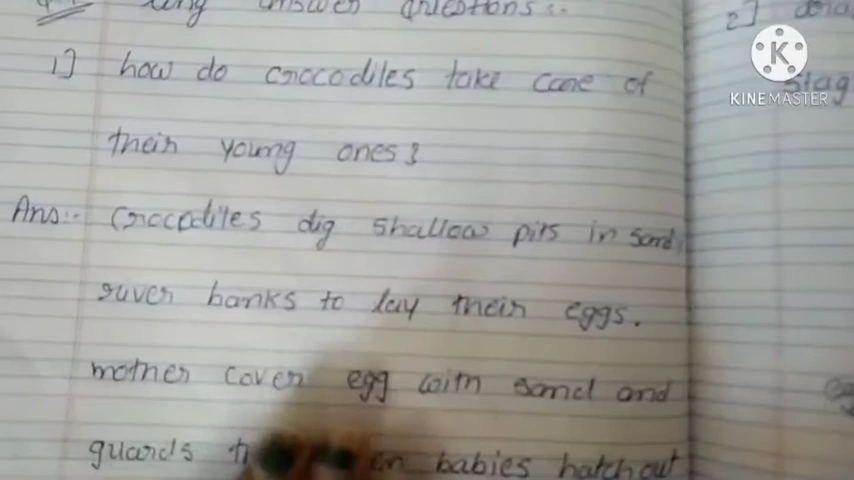 long answer questions:-
1] how do crocodiles take care of
their young ones?
Ans:- Crocodiles dig shallow pits in sand
river banks to lay their eggs.
mother cover egg with sand and
guards babies hatch out
2]
stag
KINEMASTER